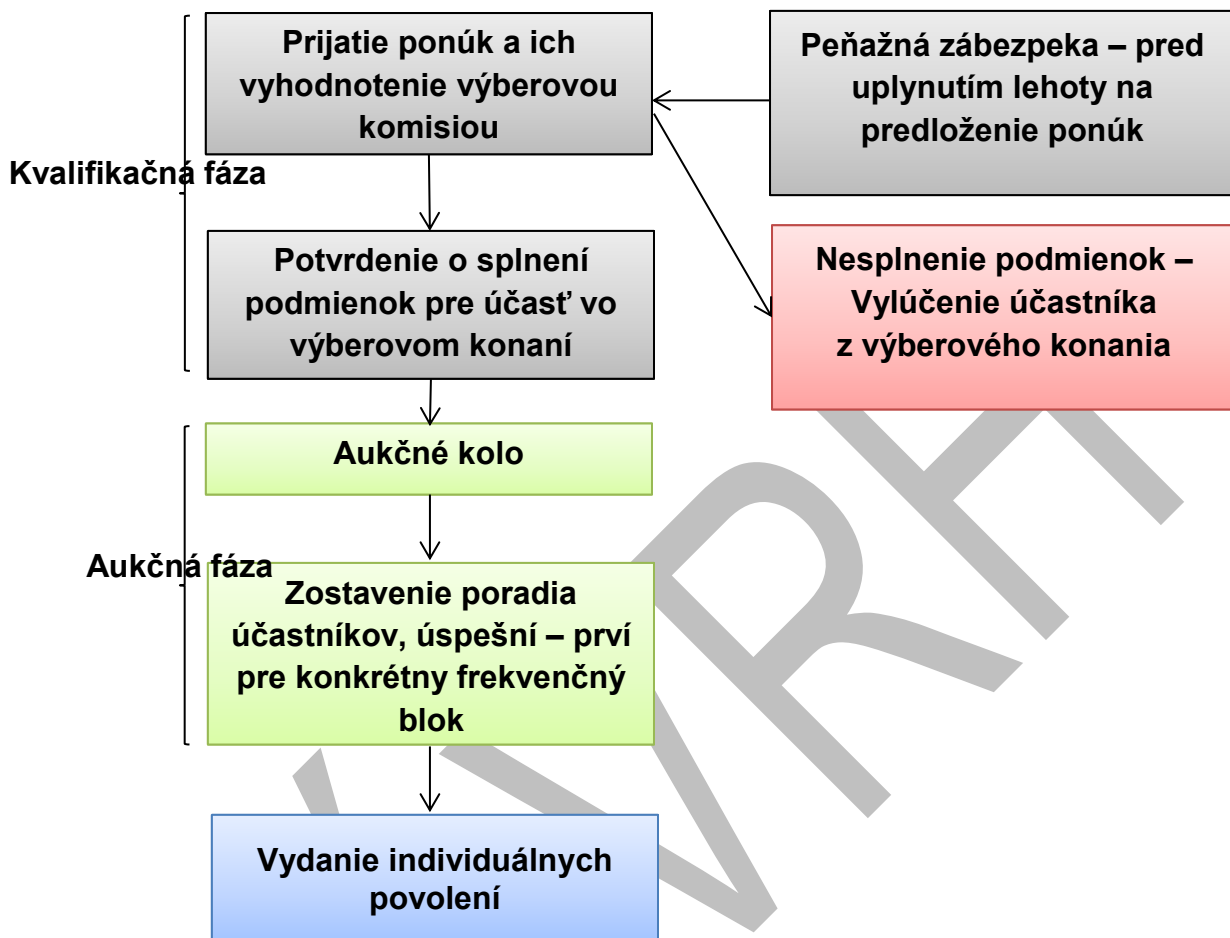 Prijatie ponúk a ich
vyhodnotenie výberovou
komisiou
Peňažná zábezpeka – pred
uplynutím lehoty na
predloženie ponúk
Kvalifikačná fáza
Potvrdenie o splnení
podmienok pre účasť vo
výberovom konaní
Nesplnenie podmienok –
Vylúčenie účastníka
z výberového konania
Aukčné kolo
Aukčná fáza
Zostavenie poradia
účastníkov, úspešní – prví
pre konkrétny frekvenčný
blok
Vydanie individuálnych
povolení